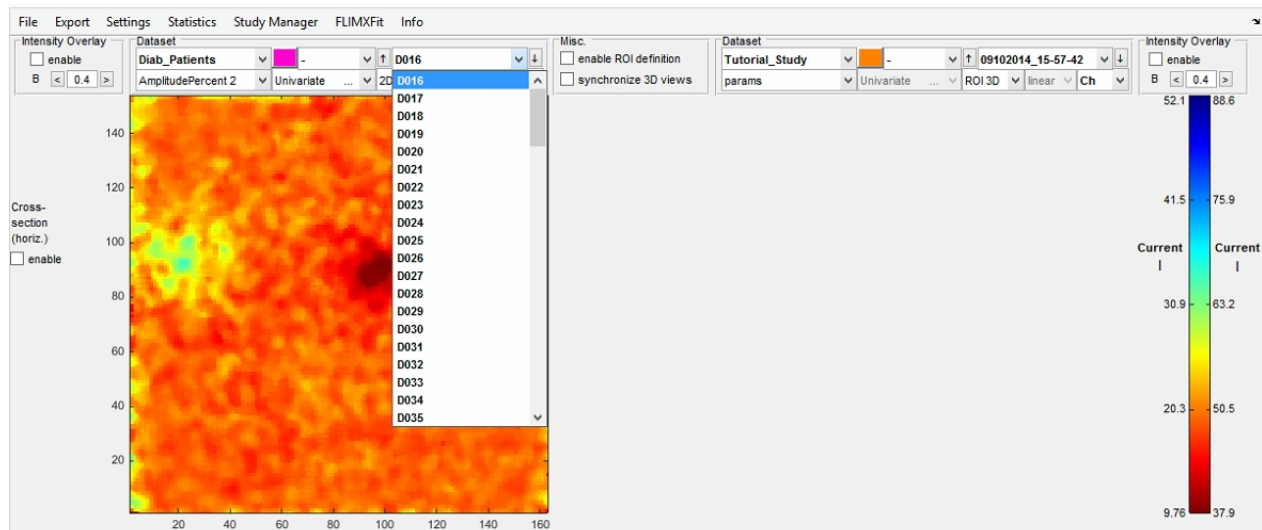 File Export Settings Statistics Study Manager FLIMXFit Info
Intensity Overlay
enable
B < 0.4 >
Dataset
Diab_Patients - D016
AmplitudePercent 2 Univariate ... 2D
D016
D017
D018
D019
D020
D021
D022
D023
D024
D025
D026
D027
D028
D029
D030
D031
D032
D033
D034
D035
Misc.
enable ROI definition
synchronize 3D views
Dataset
Tutorial_Study - 09102014_15-57-42
params Univariate ... ROI 3D linear Ch
Intensity Overlay
enable
B < 0.4 >
Cross-
section
(horiz.)
enable
140
120
100
80
60
40
20
20 40 60 80 100 120 140 160
52.1 88.6
41.5 75.9
Current Current
30.9 63.2
20.3 50.5
9.76 37.9